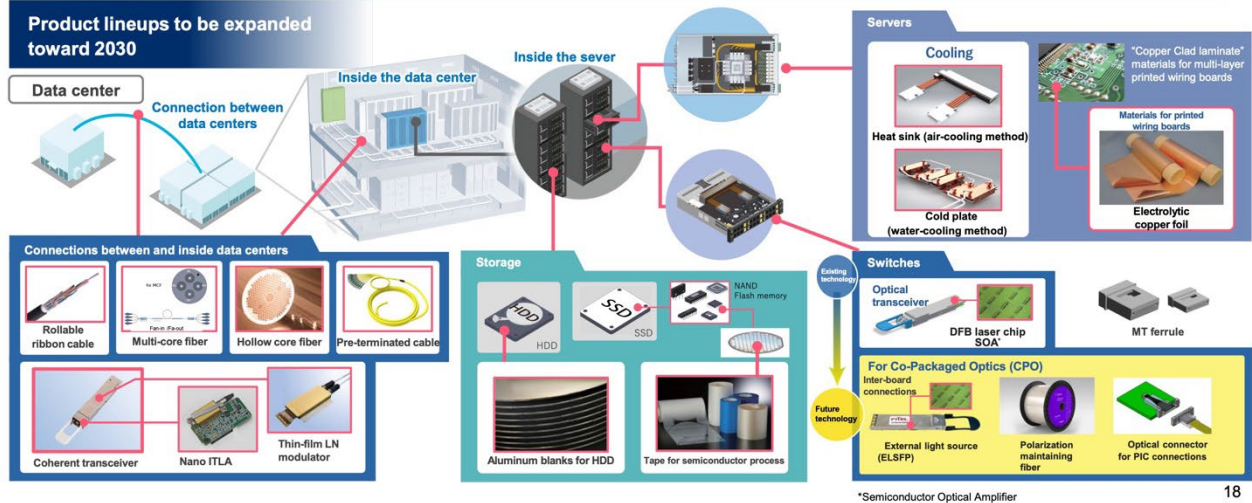 Product lineups to be expanded
toward 2030
Data center
Connection between
data centers
Inside the data center
Inside the sever
Servers
Cooling
Heat sink (air-cooling method)
Cold plate
(water-cooling method)
"Copper Clad laminate"
materials for multi-layer
printed wiring boards
Materials for printed
wiring boards
Electrolytic
copper foil
Connections between and inside data centers
Rollable
ribbon cable
Fan-in /Fa-out
Multi-core fiber
Hollow core fiber
Pre-terminated cable
Coherent transceiver
Nano ITLA
Thin-film LN
modulator
Storage
HDD
HDD
SSD
SSD
NAND
Flash memory
Aluminum blanks for HDD
Tape for semiconductor process
Existing
technology
Future
technology
Switches
Optical
transceiver
DFB laser chip
SOA*
MT ferrule
For Co-Packaged Optics (CPO)
Inter-board
connections
External light source
(ELSFP)
Polarization
maintaining
fiber
Optical connector
for PIC connections
*Semiconductor Optical Amplifier
18